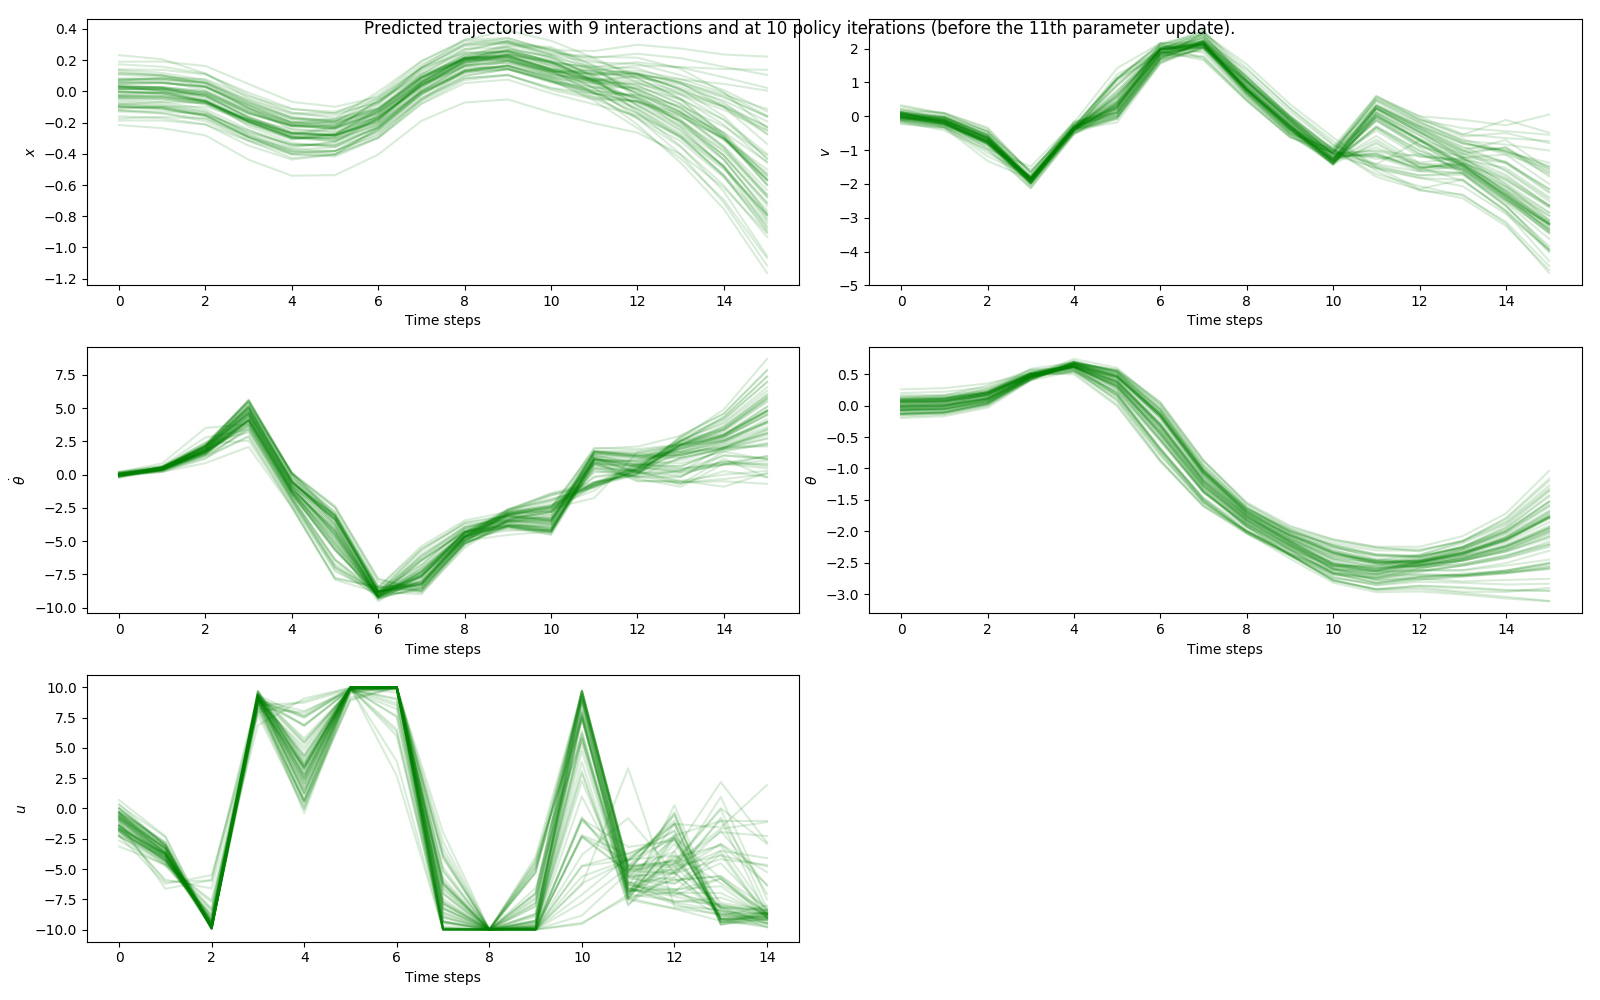 Predicted trajectories with 9 interactions and at 10 policy iterations (before the 11th parameter update).
0.4
0.2
0.0
−0.2
−0.4
−0.6
−0.8
−1.0
−1.2
x
0 2 4 6 8 10 12 14
Time steps
2
1
0
−1
−2
−3
−4
−5
v
0 2 4 6 8 10 12 14
Time steps
7.5
5.0
2.5
0.0
−2.5
−5.0
−7.5
−10.0
θ̇
0 2 4 6 8 10 12 14
Time steps
0.5
0.0
−0.5
−1.0
−1.5
−2.0
−2.5
−3.0
θ
0 2 4 6 8 10 12 14
Time steps
10.0
7.5
5.0
2.5
0.0
−2.5
−5.0
−7.5
−10.0
u
0 2 4 6 8 10 12 14
Time steps